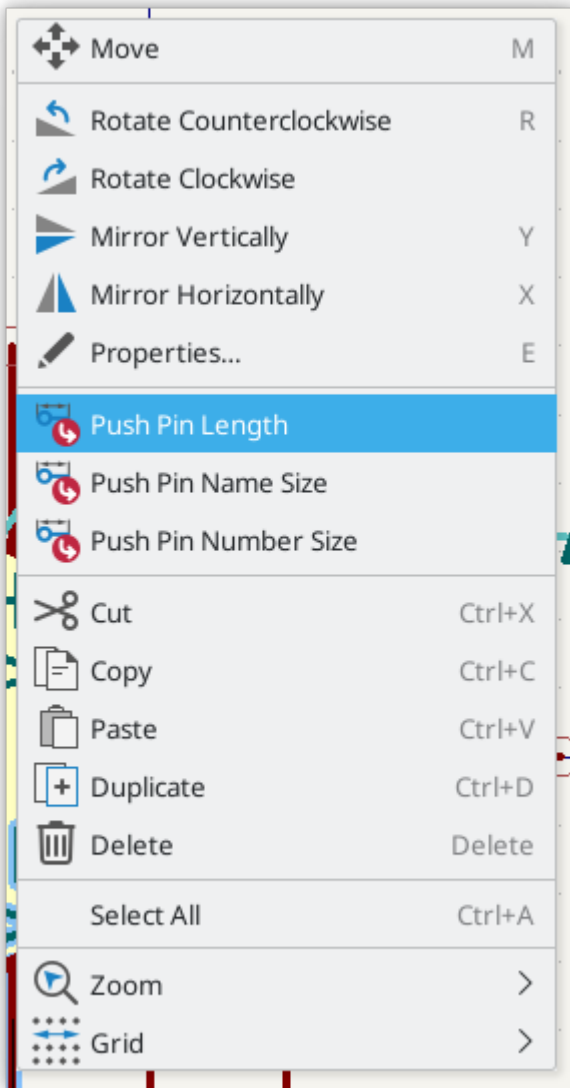 Move M
Rotate Counterclockwise R
Rotate Clockwise
Mirror Vertically Y
Mirror Horizontally X
Properties... E
Push Pin Length
Push Pin Name Size
Push Pin Number Size
Cut Ctrl+X
Copy Ctrl+C
Paste Ctrl+V
Duplicate Ctrl+D
Delete Delete
Select All Ctrl+A
Zoom
Grid